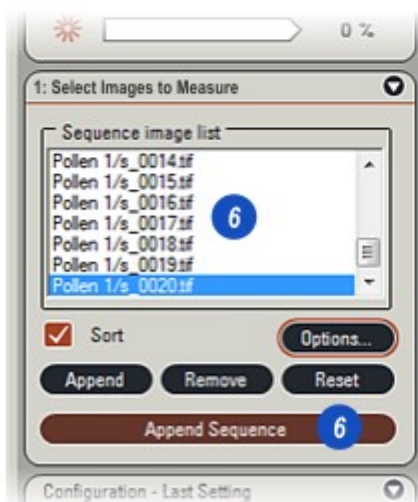 0 %
1: Select Images to Measure
Sequence image list
Pollen 1/s_0014.tif
Pollen 1/s_0015.tif
Pollen 1/s_0016.tif
Pollen 1/s_0017.tif
Pollen 1/s_0018.tif
Pollen 1/s_0019.tif
Pollen 1/s_0020.tif
6
Sort
Options...
Append Remove Reset
Append Sequence 6
Configuration - Last Setting